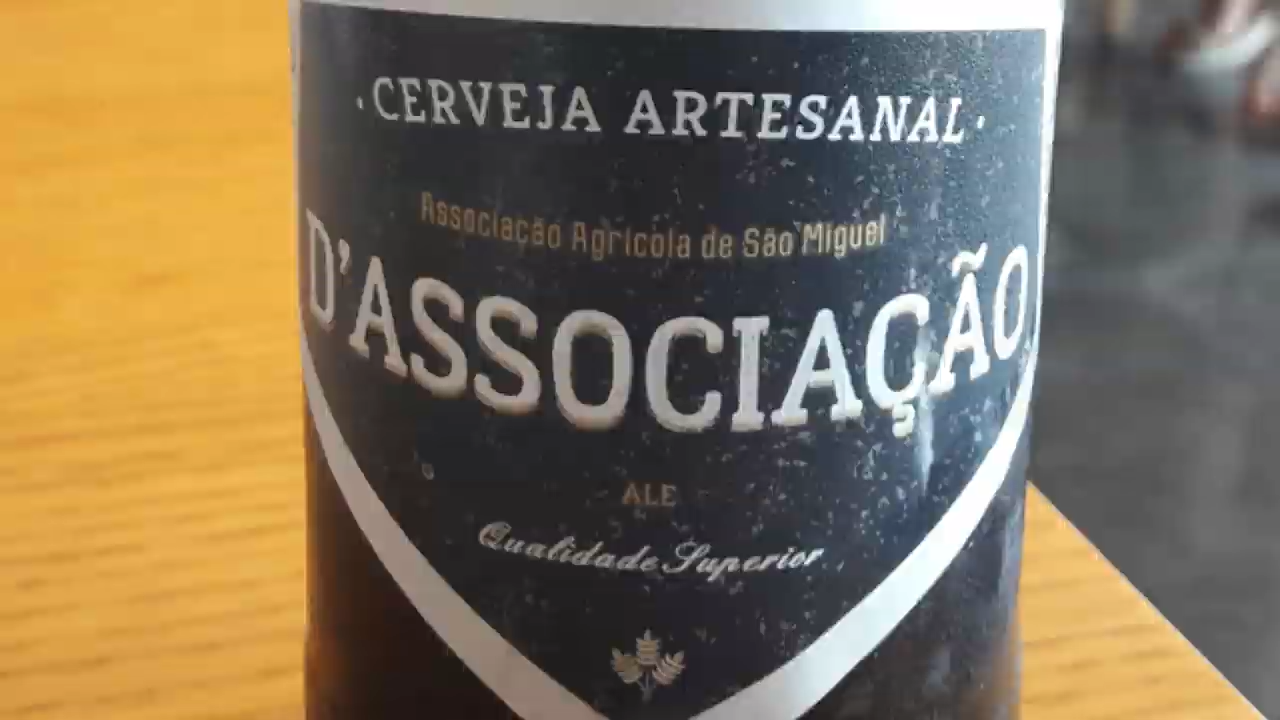 · CERVEJA ARTESANAL ·
Associação Agrícola de São Miguel
D'ASSOCIAÇÃO
ALE
Qualidade Superior